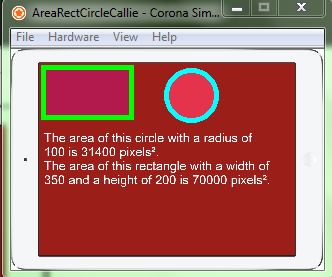 AreaRectCircleCallie - Corona Sim...
File Hardware View Help
The area of this circle with a radius of
100 is 31400 pixels².
The area of this rectangle with a width of
350 and a height of 200 is 70000 pixels².